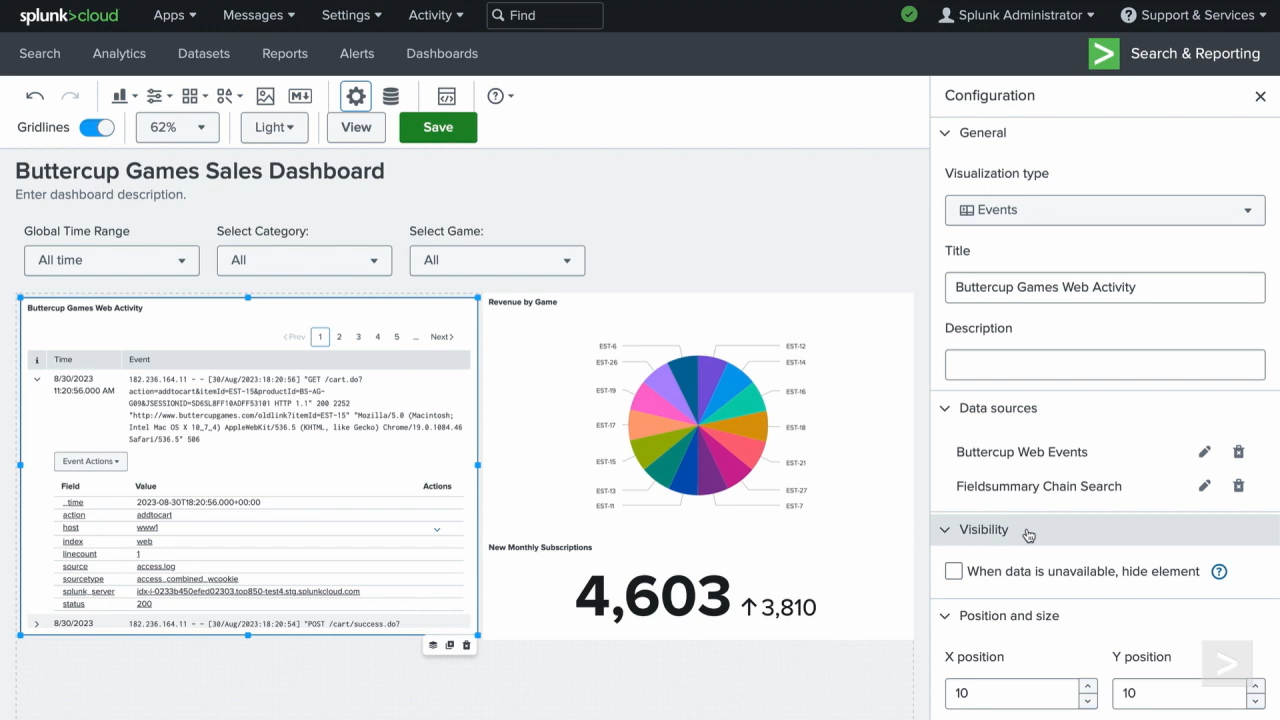 splunk>cloud Apps Messages Settings Activity Find Splunk Administrator Support & Services
Search Analytics Datasets Reports Alerts Dashboards > Search & Reporting
Gridlines 62% Light View Save
Buttercup Games Sales Dashboard
Enter dashboard description.
Global Time Range Select Category: Select Game:
All time All All
Buttercup Games Web Activity
< Prev 1 2 3 4 5 ... Next >
i Time Event
8/30/2023
11:20:56.000 AM
182.236.164.11 - - [30/Aug/2023:18:20:56] "GET /cart.do?
action=addtocart&itemId=EST-15&productId=BS-AG-
G09&JSESSIONID=SD6SL8FF10ADFF53101 HTTP 1.1" 200 2252
"http://www.buttercupgames.com/oldlink?itemId=EST-15" "Mozilla/5.0 (Macintosh;
Intel Mac OS X 10_7_4) AppleWebKit/536.5 (KHTML, like Gecko) Chrome/19.0.1084.46
Safari/536.5" 506
Event Actions
Field Value Actions
_time 2023-08-30T18:20:56.000+00:00
action addtocart
host www1
index web
linecount 1
source access.log
sourcetype access_combined_wcookie
splunk_server idx-i-0233b450efed02303.top850-test4.stg.splunkcloud.com
status 200
8/30/2023 182.236.164.11 - - [30/Aug/2023:18:20:54] "POST /cart/success.do?
Revenue by Game
EST-6 EST-12
EST-26 EST-14
EST-19 EST-16
EST-17 EST-18
EST-15 EST-21
EST-13 EST-27
EST-11 EST-7
New Monthly Subscriptions
4,603 ↑3,810
Configuration
General
Visualization type
Events
Title
Buttercup Games Web Activity
Description
Data sources
Buttercup Web Events
Fieldsummary Chain Search
Visibility
When data is unavailable, hide element ?
Position and size
X position Y position
10 10